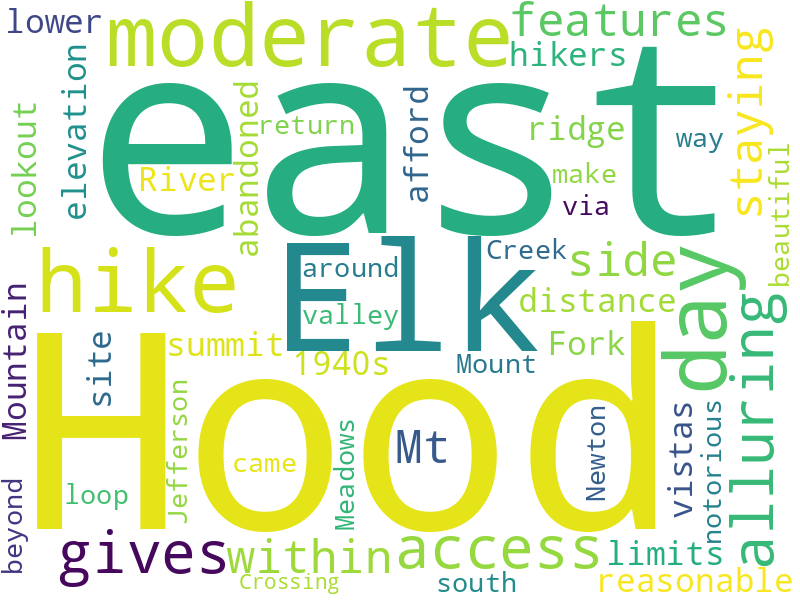 lower
moderate
features
hikers
east
elevation
lookout
abandoned
return
River
afford
ridge
way
make
via
staying
beautiful
hike
Elk
around
valley
Creek
side
distance
day
Mountain
site
summit
1940s
Mount
Fork
alluring
Hood
Jefferson
came
loop
Meadows
Mt
Newton
vistas
notorious
beyond
gives
within
access
limits
Crossing
south
reasonable